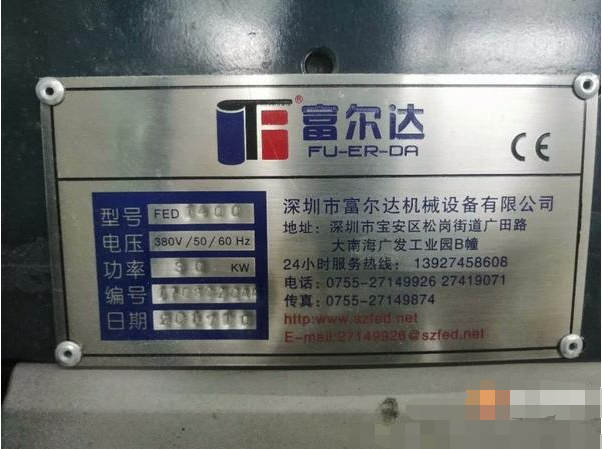 富尔达
FU-ER-DA
®
CE
型号 FED 1400
电压 380V/50/60 Hz
功率 KW
编号
日期
深圳市富尔达机械设备有限公司
地址：深圳市宝安区松岗街道广田路
大南海广发工业园B幢
24小时服务热线：13927458608
电话：0755-27149926 27419071
传真：0755-27149874
http:www.szfed.net
E-mail:27149926@szfed.net